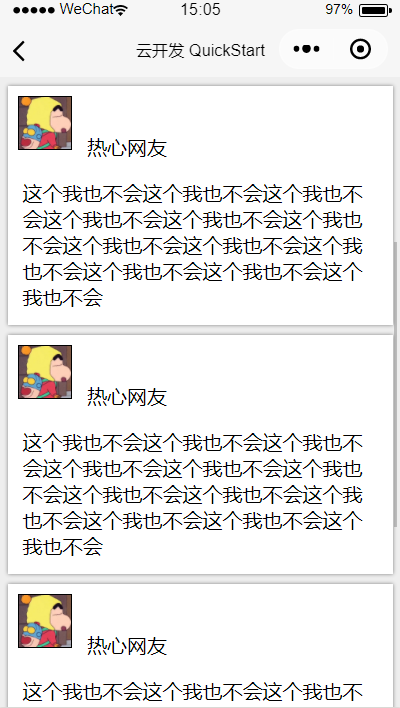 WeChat 15:05 97%
云开发 QuickStart
热心网友
这个我也不会这个我也不会这个我也不
会这个我也不会这个我也不会这个我也
不会这个我也不会这个我也不会这个我
也不会这个我也不会这个我也不会这个
我也不会
热心网友
这个我也不会这个我也不会这个我也不
会这个我也不会这个我也不会这个我也
不会这个我也不会这个我也不会这个我
也不会这个我也不会这个我也不会这个
我也不会
热心网友
这个我也不会这个我也不会这个我也不